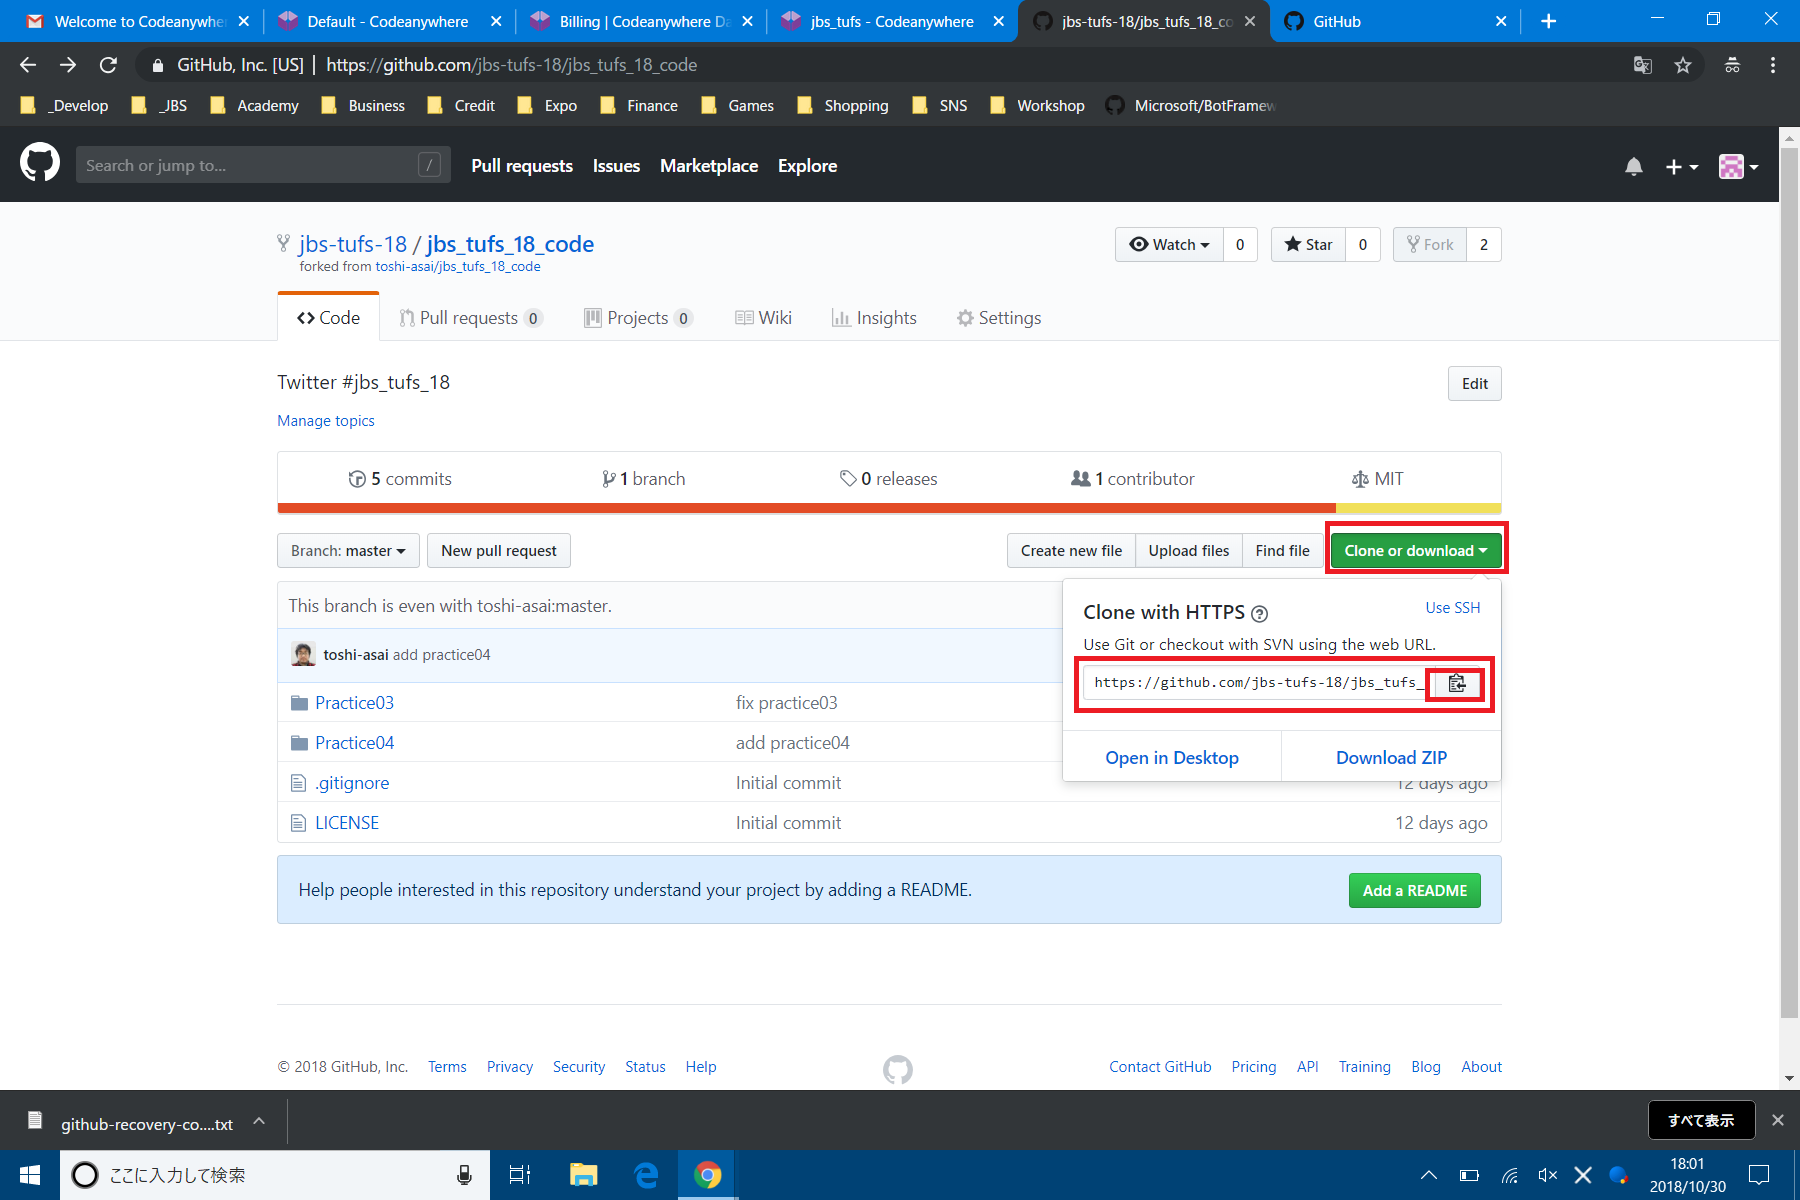 Welcome to Codeanywhe
Default - Codeanywhere
Billing | Codeanywhere Da
jbs_tufs - Codeanywhere
jbs-tufs-18/jbs_tufs_18_co
GitHub
GitHub, Inc. [US] | https://github.com/jbs-tufs-18/jbs_tufs_18_code
_Develop
_JBS
Academy
Business
Credit
Expo
Finance
Games
Shopping
SNS
Workshop
Microsoft/BotFramew
Search or jump to...
/
Pull requests
Issues
Marketplace
Explore
jbs-tufs-18 / jbs_tufs_18_code
forked from toshi-asai/jbs_tufs_18_code
Watch
0
Star
0
Fork
2
Code
Pull requests 0
Projects 0
Wiki
Insights
Settings
Twitter #jbs_tufs_18
Edit
Manage topics
5 commits
1 branch
0 releases
1 contributor
MIT
Branch: master
New pull request
Create new file
Upload files
Find file
Clone or download
This branch is even with toshi-asai:master.
Clone with HTTPS
Use SSH
Use Git or checkout with SVN using the web URL.
https://github.com/jbs-tufs-18/jbs_tufs_
Open in Desktop
Download ZIP
toshi-asai add practice04
Practice03
fix practice03
Practice04
add practice04
.gitignore
Initial commit
12 days ago
LICENSE
Initial commit
12 days ago
Help people interested in this repository understand your project by adding a README.
Add a README
© 2018 GitHub, Inc.
Terms
Privacy
Security
Status
Help
Contact GitHub
Pricing
API
Training
Blog
About
github-recovery-co....txt
すべて表示
ここに入力して検索
18:01
2018/10/30